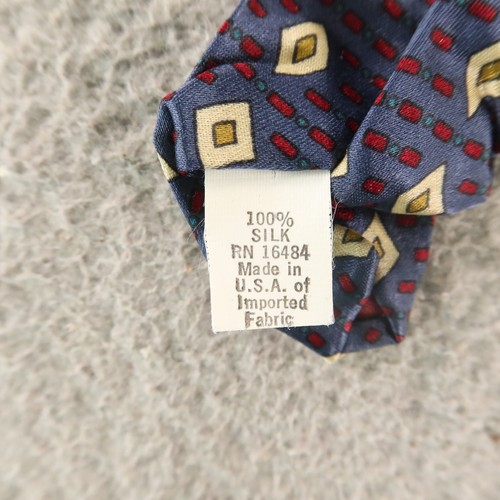 100%
SILK
RN 16484
Made in
U.S.A. of
Imported
Fabric